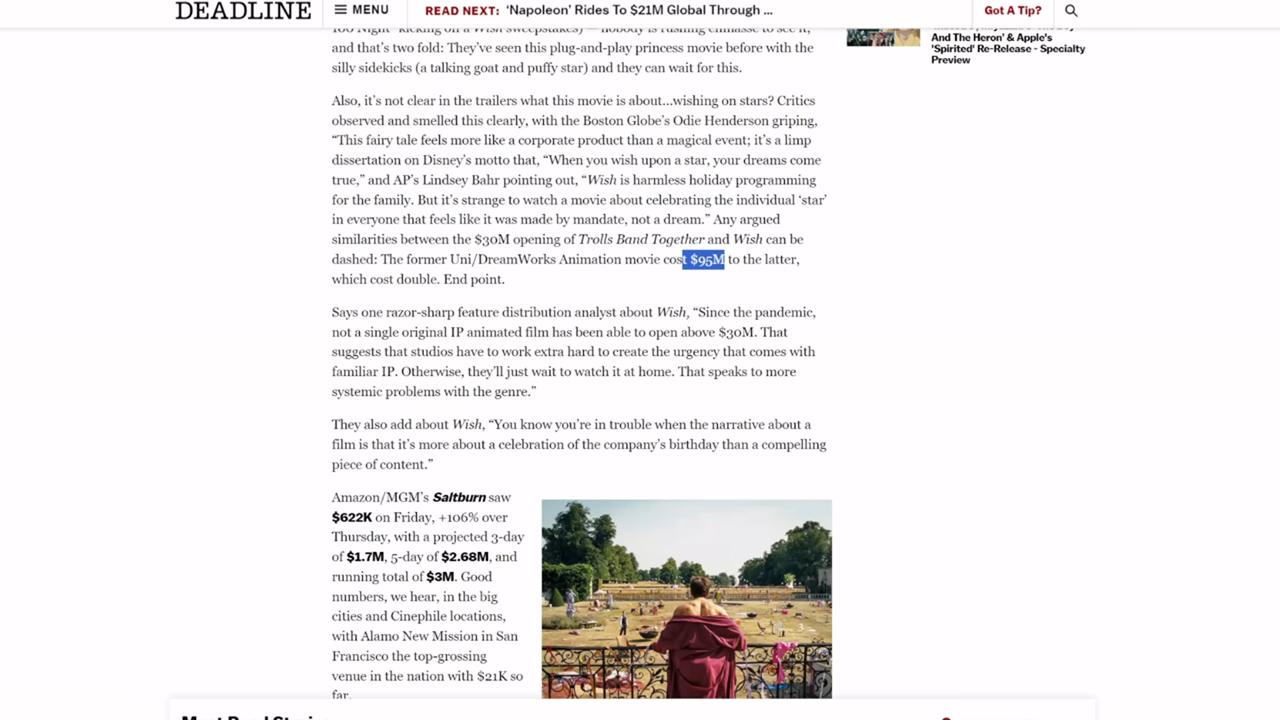 DEADLINE
MENU
READ NEXT: ‘Napoleon’ Rides To $21M Global Through ...
Got A Tip?
100 Night” kicking off a Wish sweepstakes) — nobody is rushing enmasse to see it,
and that’s two fold: They’ve seen this plug-and-play princess movie before with the
silly sidekicks (a talking goat and puffy star) and they can wait for this.
Also, it’s not clear in the trailers what this movie is about…wishing on stars? Critics
observed and smelled this clearly, with the Boston Globe’s Odie Henderson griping,
“This fairy tale feels more like a corporate product than a magical event; it’s a limp
dissertation on Disney’s motto that, “When you wish upon a star, your dreams come
true,” and AP’s Lindsey Bahr pointing out, “Wish is harmless holiday programming
for the family. But it’s strange to watch a movie about celebrating the individual ‘star’
in everyone that feels like it was made by mandate, not a dream.” Any argued
similarities between the $30M opening of Trolls Band Together and Wish can be
dashed: The former Uni/DreamWorks Animation movie cost $95M to the latter,
which cost double. End point.
Says one razor-sharp feature distribution analyst about Wish, “Since the pandemic,
not a single original IP animated film has been able to open above $30M. That
suggests that studios have to work extra hard to create the urgency that comes with
familiar IP. Otherwise, they’ll just wait to watch it at home. That speaks to more
systemic problems with the genre.”
They also add about Wish, “You know you’re in trouble when the narrative about a
film is that it’s more about a celebration of the company’s birthday than a compelling
piece of content.”
Amazon/MGM’s Saltburn saw
$622K on Friday, +106% over
Thursday, with a projected 3-day
of $1.7M, 5-day of $2.68M, and
running total of $3M. Good
numbers, we hear, in the big
cities and Cinephile locations,
with Alamo New Mission in San
Francisco the top-grossing
venue in the nation with $21K so
far.
And The Heron' & Apple's
'Spirited' Re-Release - Specialty
Preview
Most Read Stories